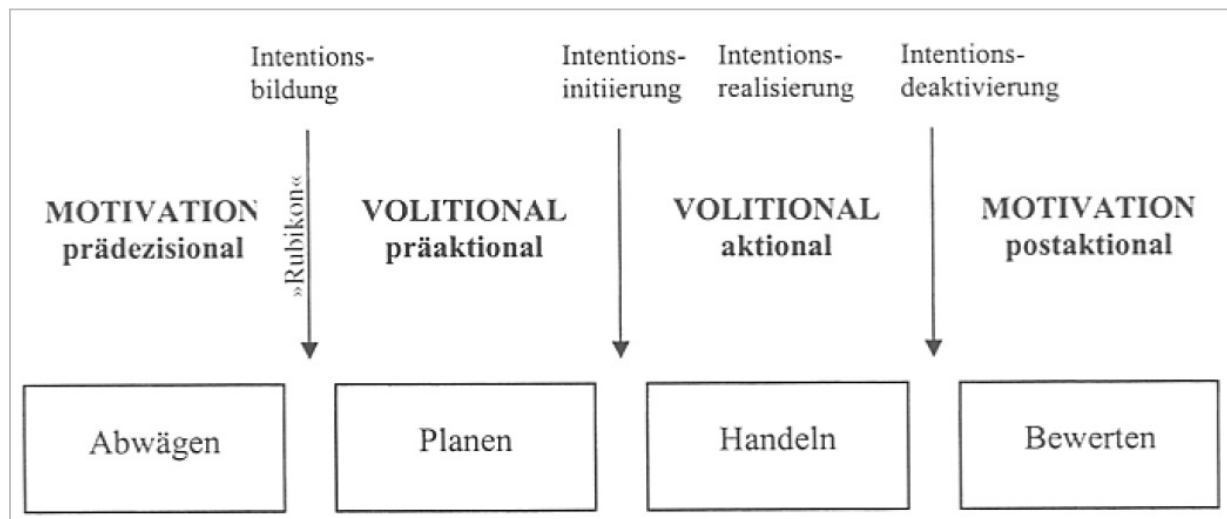 Intentions-
bildung
Intentions-
initiierung
Intentions-
realisierung
Intentions-
deaktivierung
MOTIVATION
prädezisional
»Rubikon«
VOLITIONAL
präaktional
VOLITIONAL
aktional
MOTIVATION
postaktional
Abwägen
Planen
Handeln
Bewerten